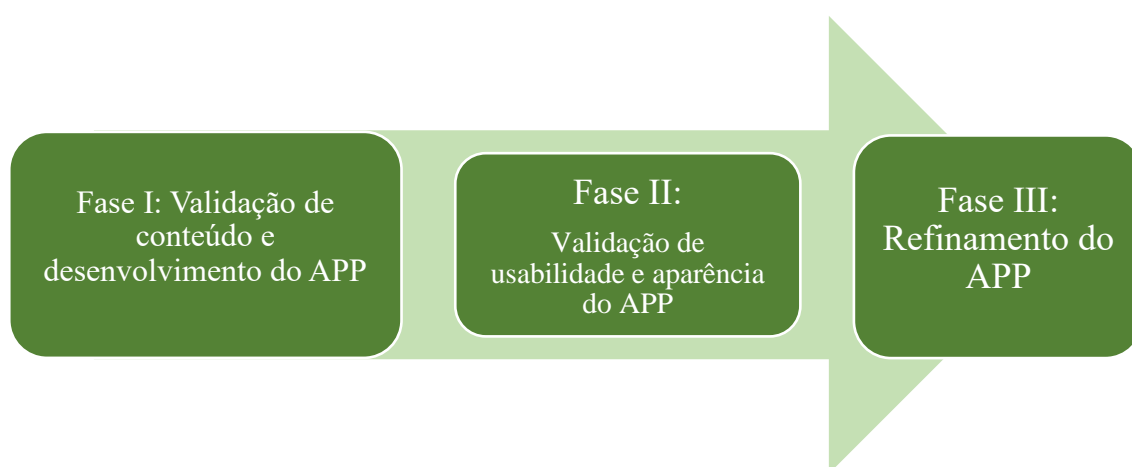 Fase I: Validação de
conteúdo e
desenvolvimento do APP
Fase II:
Validação de
usabilidade e aparência
do APP
Fase III:
Refinamento do
APP